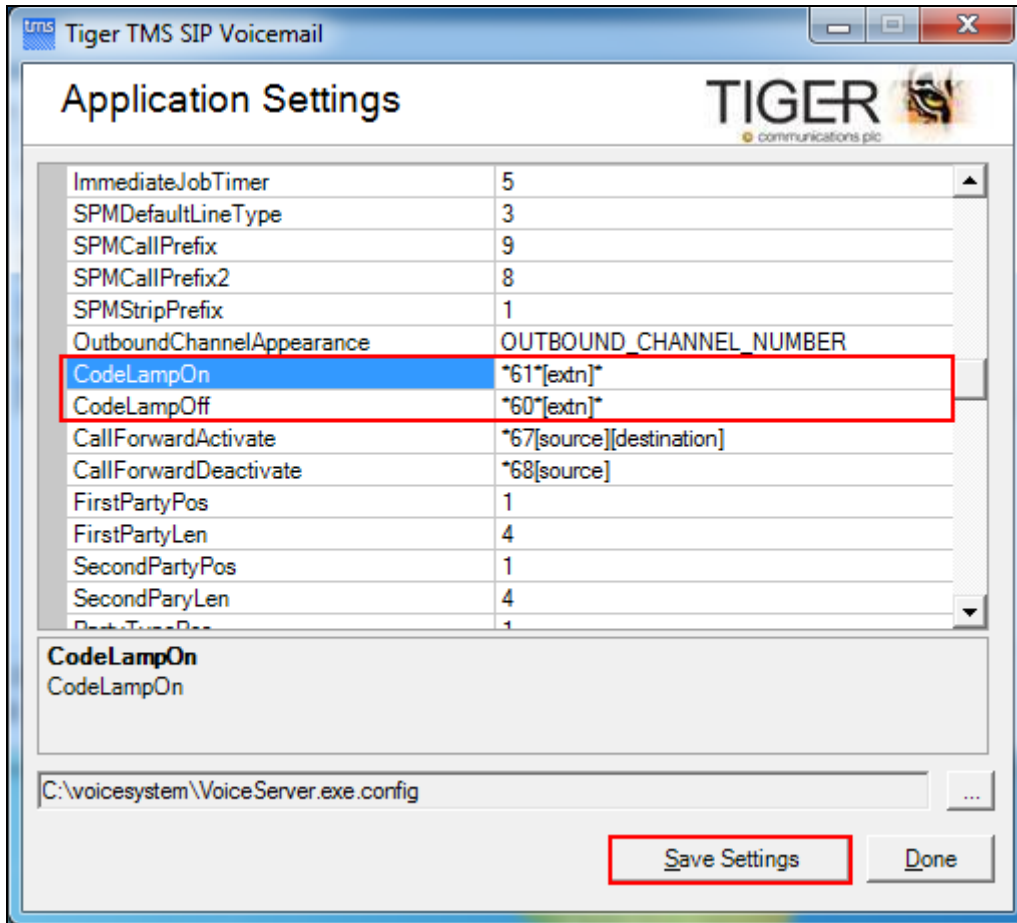 tms Tiger TMS SIP Voicemail
Application Settings
TIGER
© communications plc
ImmediateJobTimer 5
SPMDefaultLineType 3
SPMCallPrefix 9
SPMCallPrefix2 8
SPMStripPrefix 1
OutboundChannelAppearance OUTBOUND_CHANNEL_NUMBER
CodeLampOn *61*[extn]*
CodeLampOff *60*[extn]*
CallForwardActivate *67[source][destination]
CallForwardDeactivate *68[source]
FirstPartyPos 1
FirstPartyLen 4
SecondPartyPos 1
SecondParyLen 4
PartyTypePos 1
CodeLampOn
CodeLampOn
C:\voicesystem\VoiceServer.exe.config ...
Save Settings Done